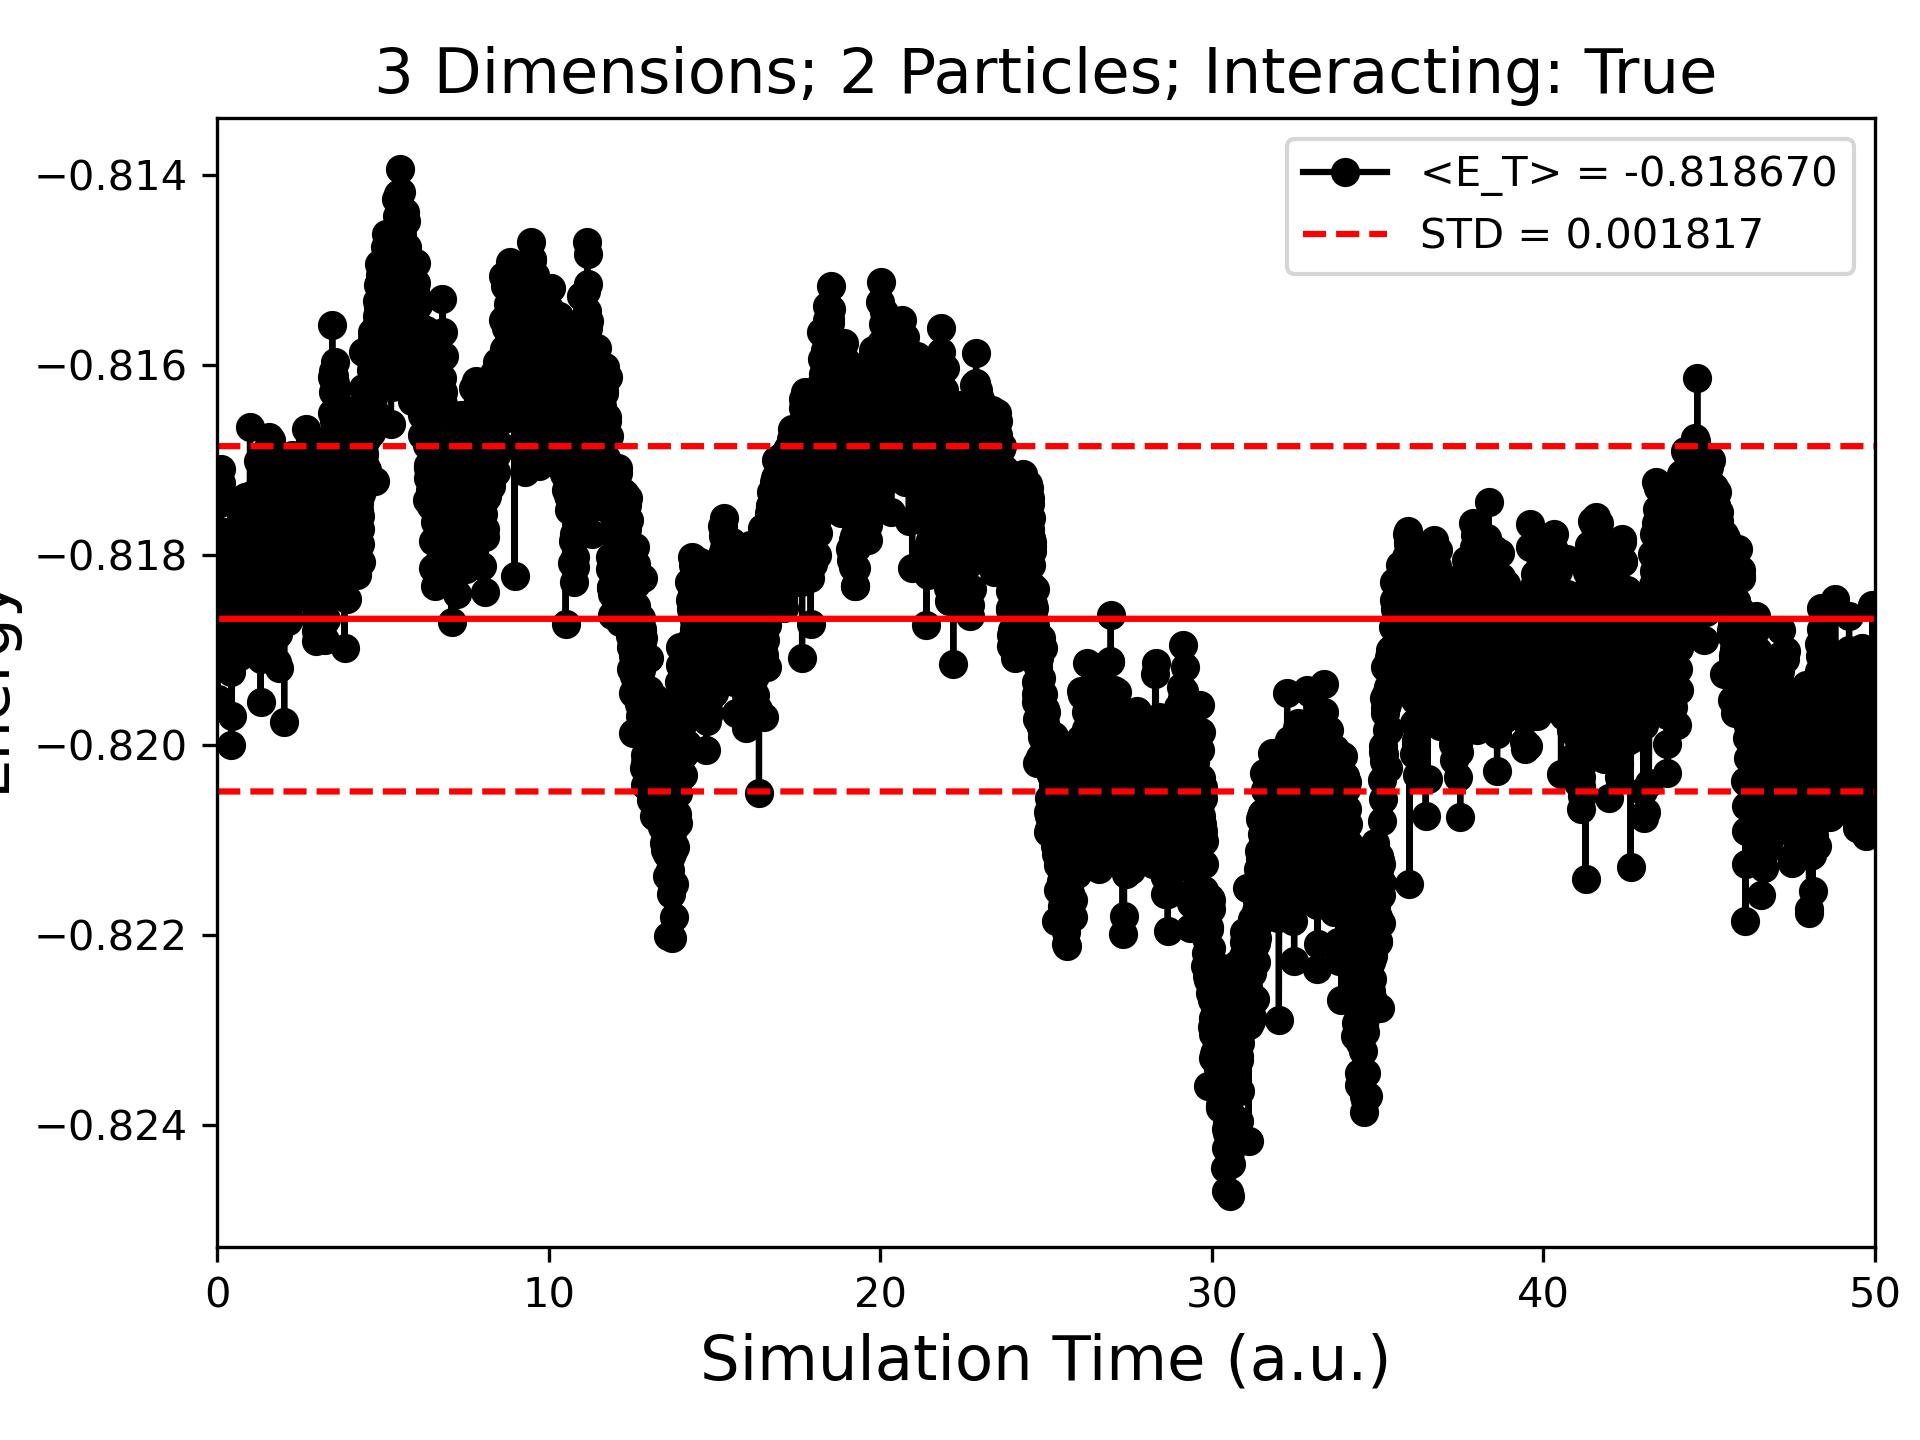 3 Dimensions; 2 Particles; Interacting: True
<E_T> = -0.818670
STD = 0.001817
−0.814
−0.816
−0.818
−0.820
−0.822
−0.824
0 10 20 30 40 50
Simulation Time (a.u.)